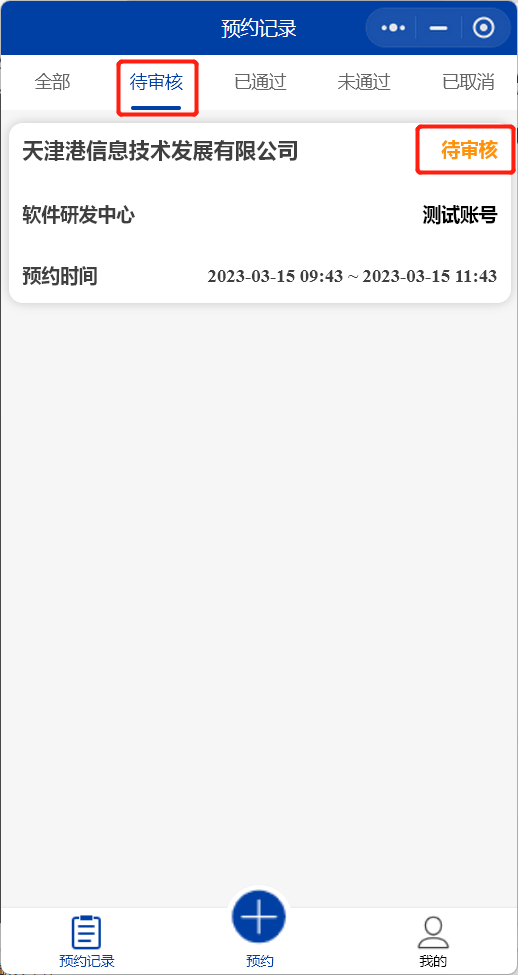 预约记录
全部 待审核 已通过 未通过 已取消
天津港信息技术发展有限公司 待审核
软件研发中心 测试账号
预约时间 2023-03-15 09:43 ~ 2023-03-15 11:43
预约记录 预约 我的